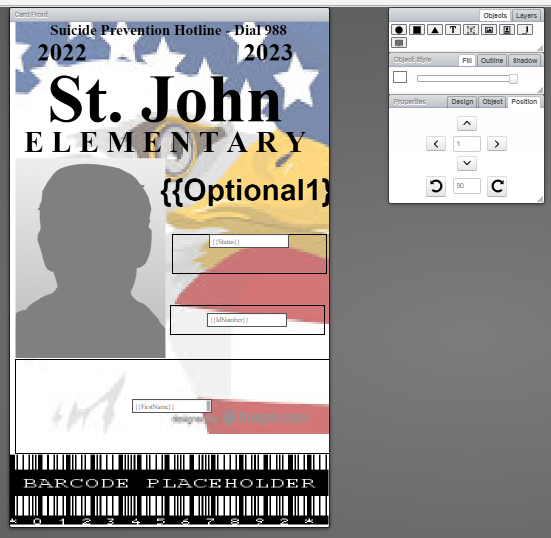 Card Front
Objects Layers
Suicide Prevention Hotline - Dial 988
2022 2023
St. John
ELEMENTARY
{{Optional1}
{{Status}}
{{IdNumber}}
{{FirstName}}
BARCODE PLACEHOLDER
* 0 1 2 3 4 5 6 7 8 9 2 *
T
Object Style Fill Outline Shadow
Properties Design Object Position
1
90